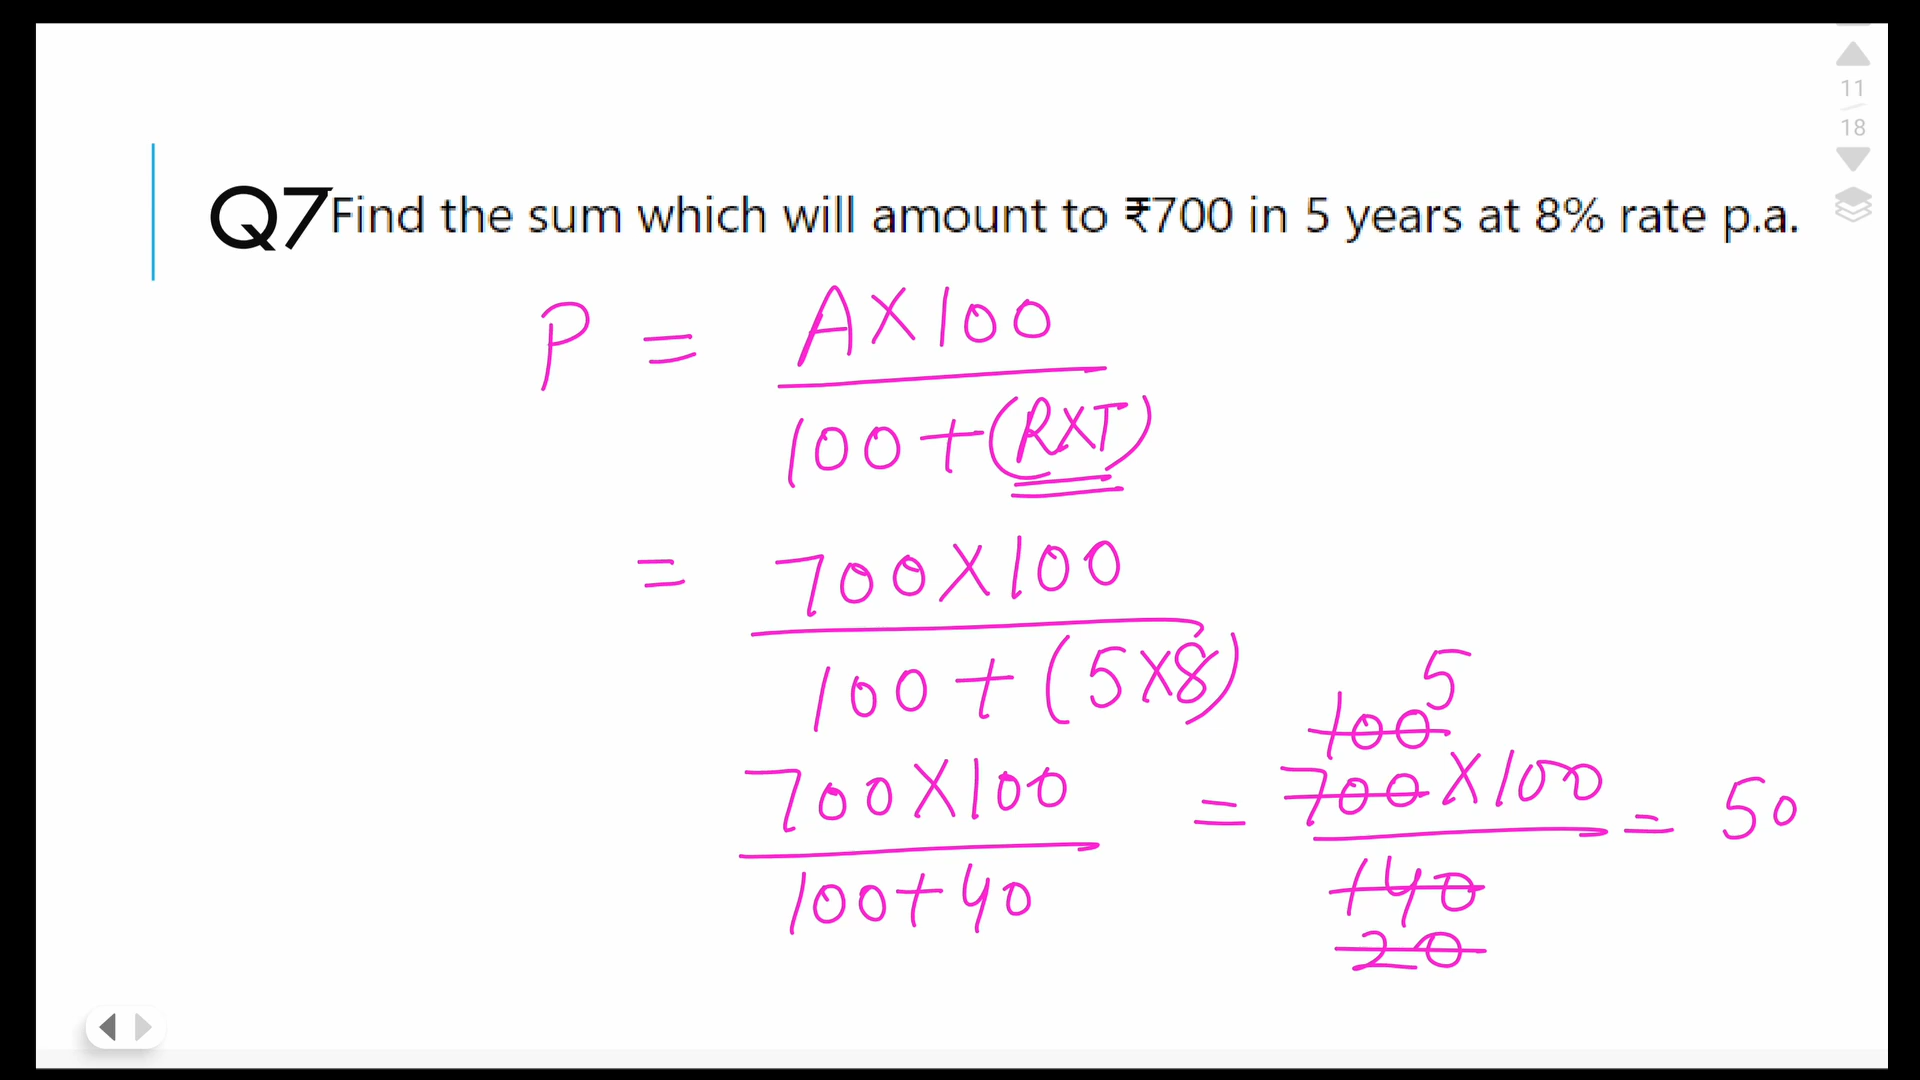 11
18
Q7 Find the sum which will amount to ₹700 in 5 years at 8% rate p.a.
P = A×100
100+(R×T)
= 700×100
100+(5×8)
5
100
700×100 = 700×100 = 50
100+40 140
20